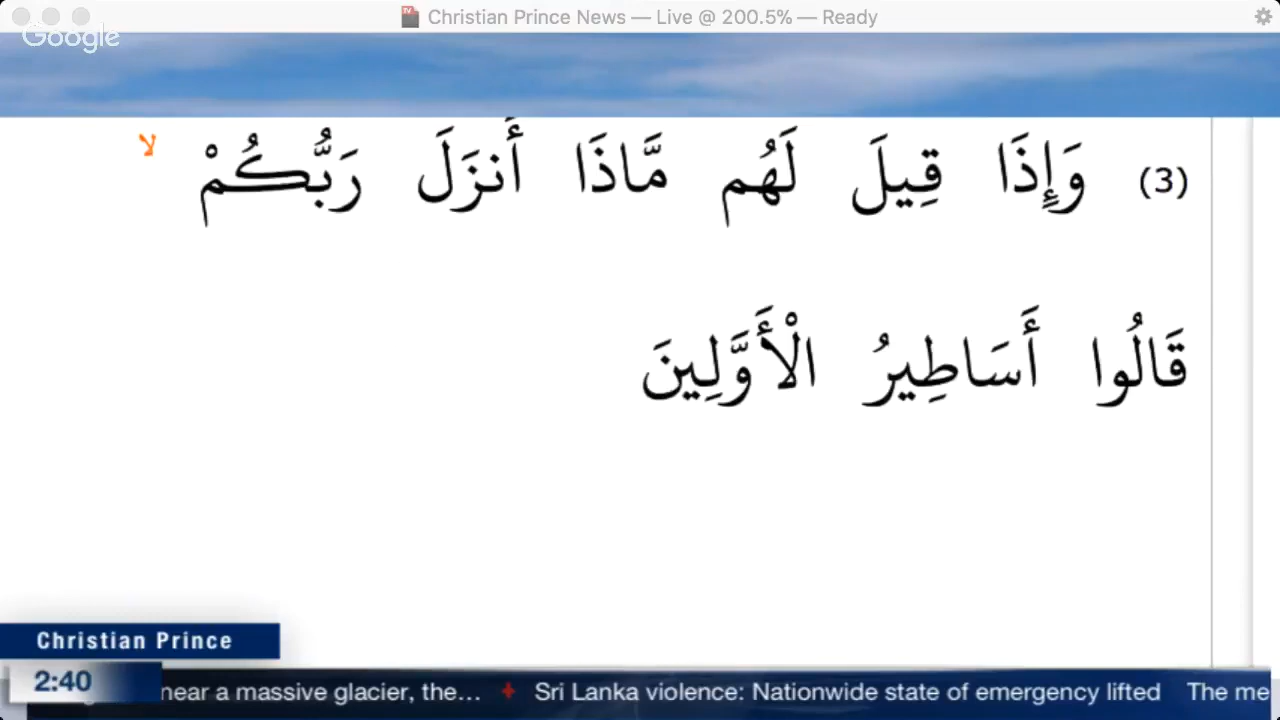 Christian Prince News — Live @ 200.5% — Ready
Google
(3) وَإِذَا قِيلَ لَهُم مَّاذَا أَنزَلَ رَبُّكُمْ ۙ
قَالُوا أَسَاطِيرُ الْأَوَّلِينَ
Christian Prince
2:40
near a massive glacier, the... + Sri Lanka violence: Nationwide state of emergency lifted The me